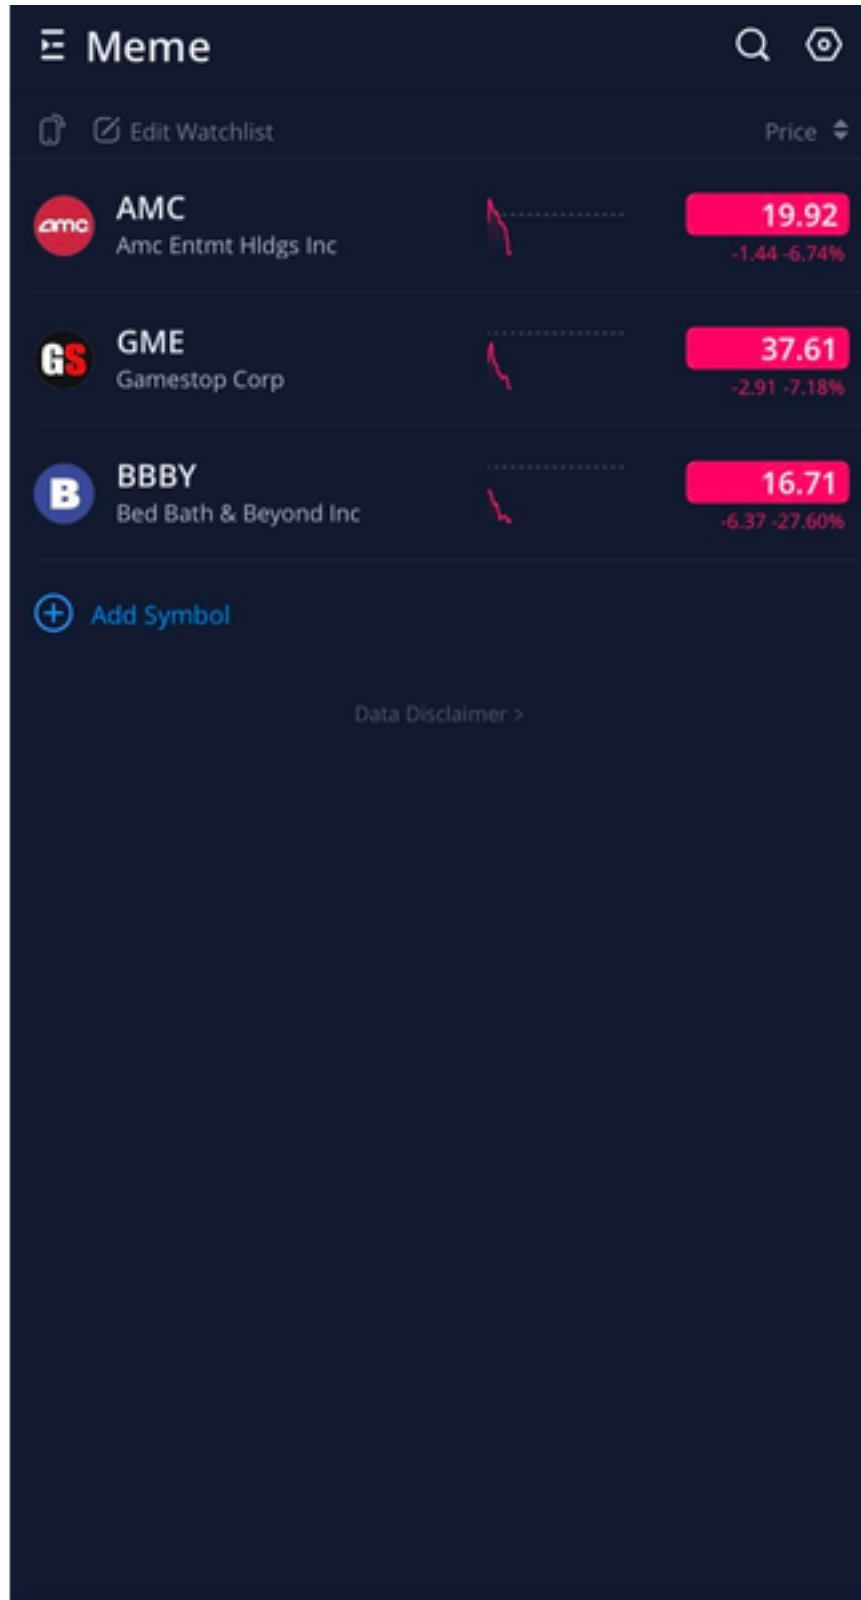 Meme
Edit Watchlist
Price
amc
AMC
Amc Entmt Hldgs Inc
19.92
-1.44 -6.74%
GS
GME
Gamestop Corp
37.61
-2.91 -7.18%
B
BBBY
Bed Bath & Beyond Inc
16.71
-6.37 -27.60%
Add Symbol
Data Disclaimer >